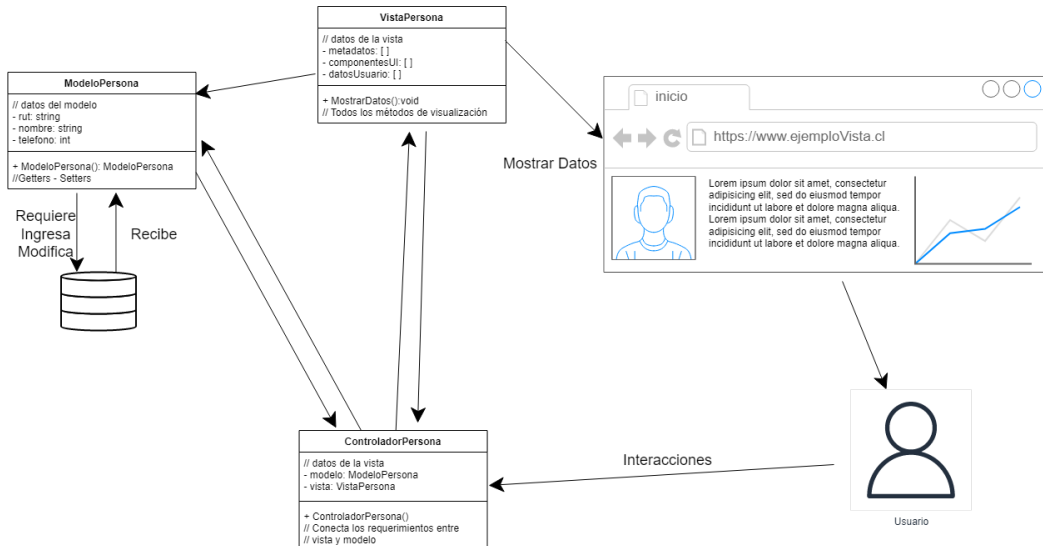 VistaPersona
// datos de la vista
- metadatos: [ ]
- componentesUI: [ ]
- datosUsuario: [ ]
+ MostrarDatos():void
// Todos los métodos de visualización
ModeloPersona
// datos del modelo
- rut: string
- nombre: string
- telefono: int
+ ModeloPersona(): ModeloPersona
//Getters - Setters
Requiere
Ingresa
Modifica
Recibe
Mostrar Datos
inicio
https://www.ejemploVista.cl
Lorem ipsum dolor sit amet, consectetur
adipisicing elit, sed do eiusmod tempor
incididunt ut labore et dolore magna aliqua.
Lorem ipsum dolor sit amet, consectetur
adipisicing elit, sed do eiusmod tempor
incididunt ut labore et dolore magna aliqua.
ControladorPersona
// datos de la vista
- modelo: ModeloPersona
- vista: VistaPersona
+ ControladorPersona()
// Conecta los requerimientos entre
// vista y modelo
Interacciones
Usuario